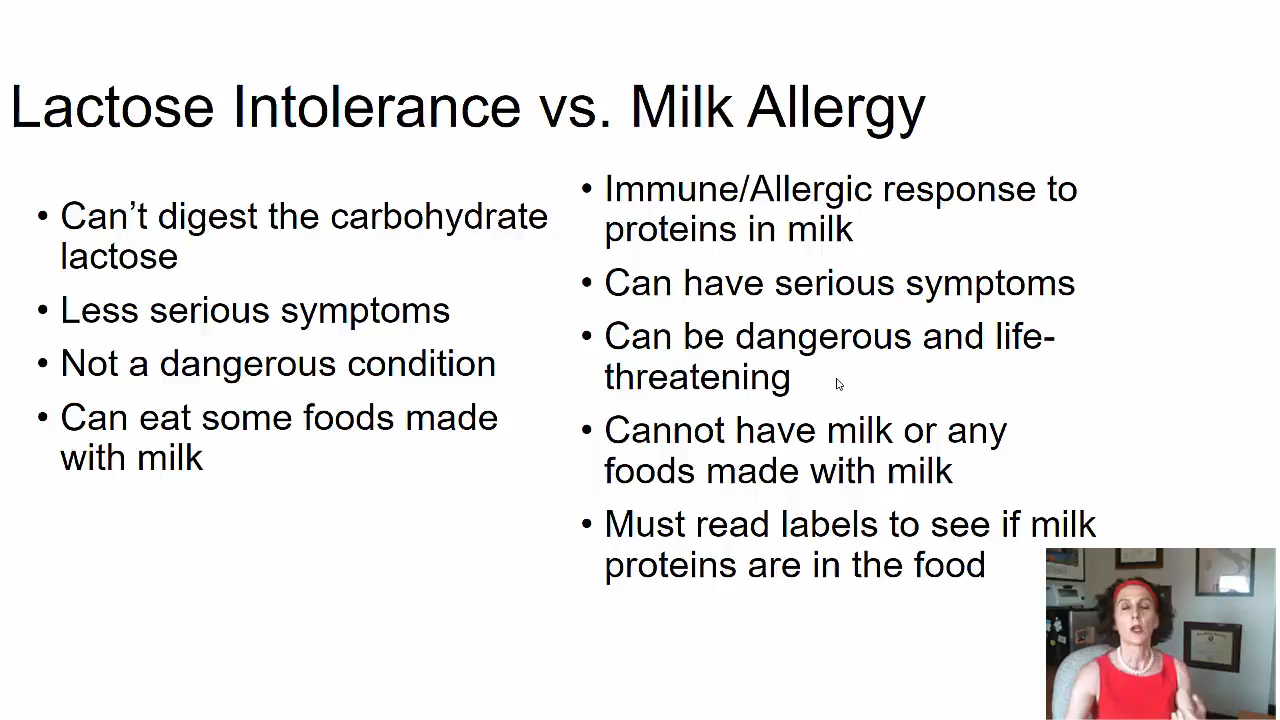 Lactose Intolerance vs. Milk Allergy
• Can’t digest the carbohydrate
lactose
• Less serious symptoms
• Not a dangerous condition
• Can eat some foods made
with milk
• Immune/Allergic response to
proteins in milk
• Can have serious symptoms
• Can be dangerous and life-
threatening
• Cannot have milk or any
foods made with milk
• Must read labels to see if milk
proteins are in the food